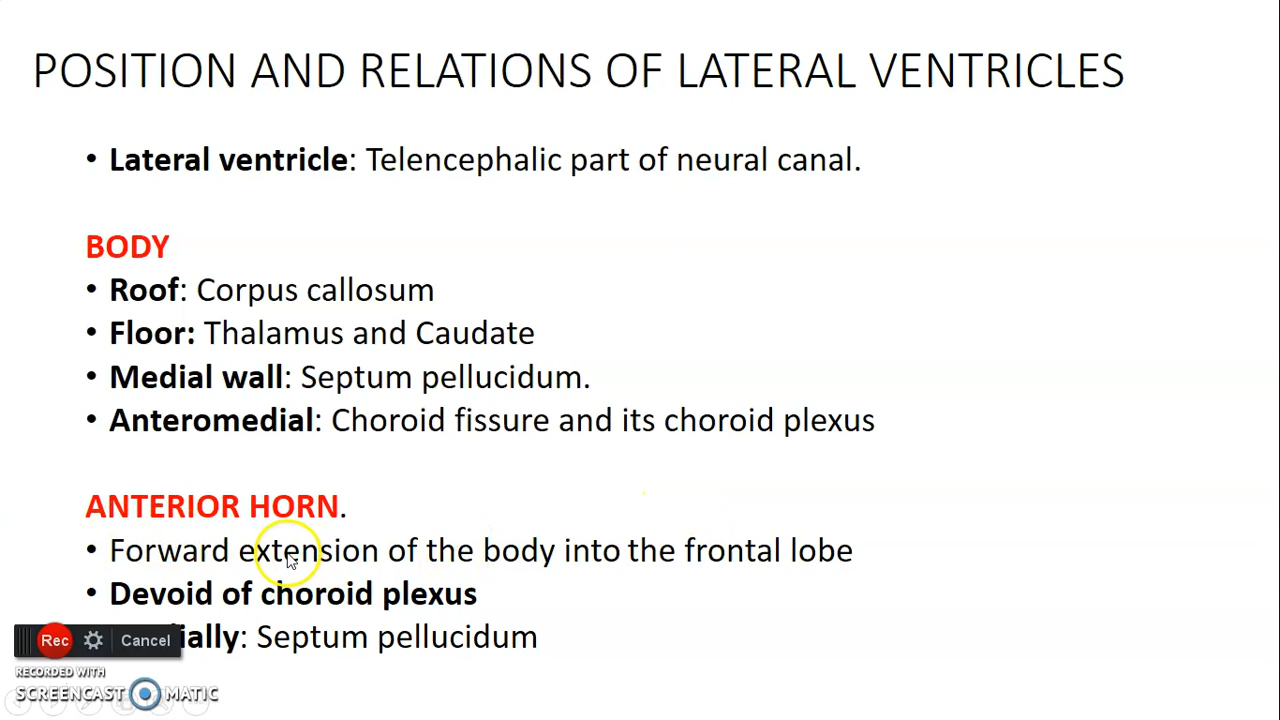 POSITION AND RELATIONS OF LATERAL VENTRICLES
• Lateral ventricle: Telencephalic part of neural canal.
BODY
• Roof: Corpus callosum
• Floor: Thalamus and Caudate
• Medial wall: Septum pellucidum.
• Anteromedial: Choroid fissure and its choroid plexus
ANTERIOR HORN.
• Forward extension of the body into the frontal lobe
• Devoid of choroid plexus
ially: Septum pellucidum
Rec Cancel
RECORDED WITH
SCREENCAST MATIC